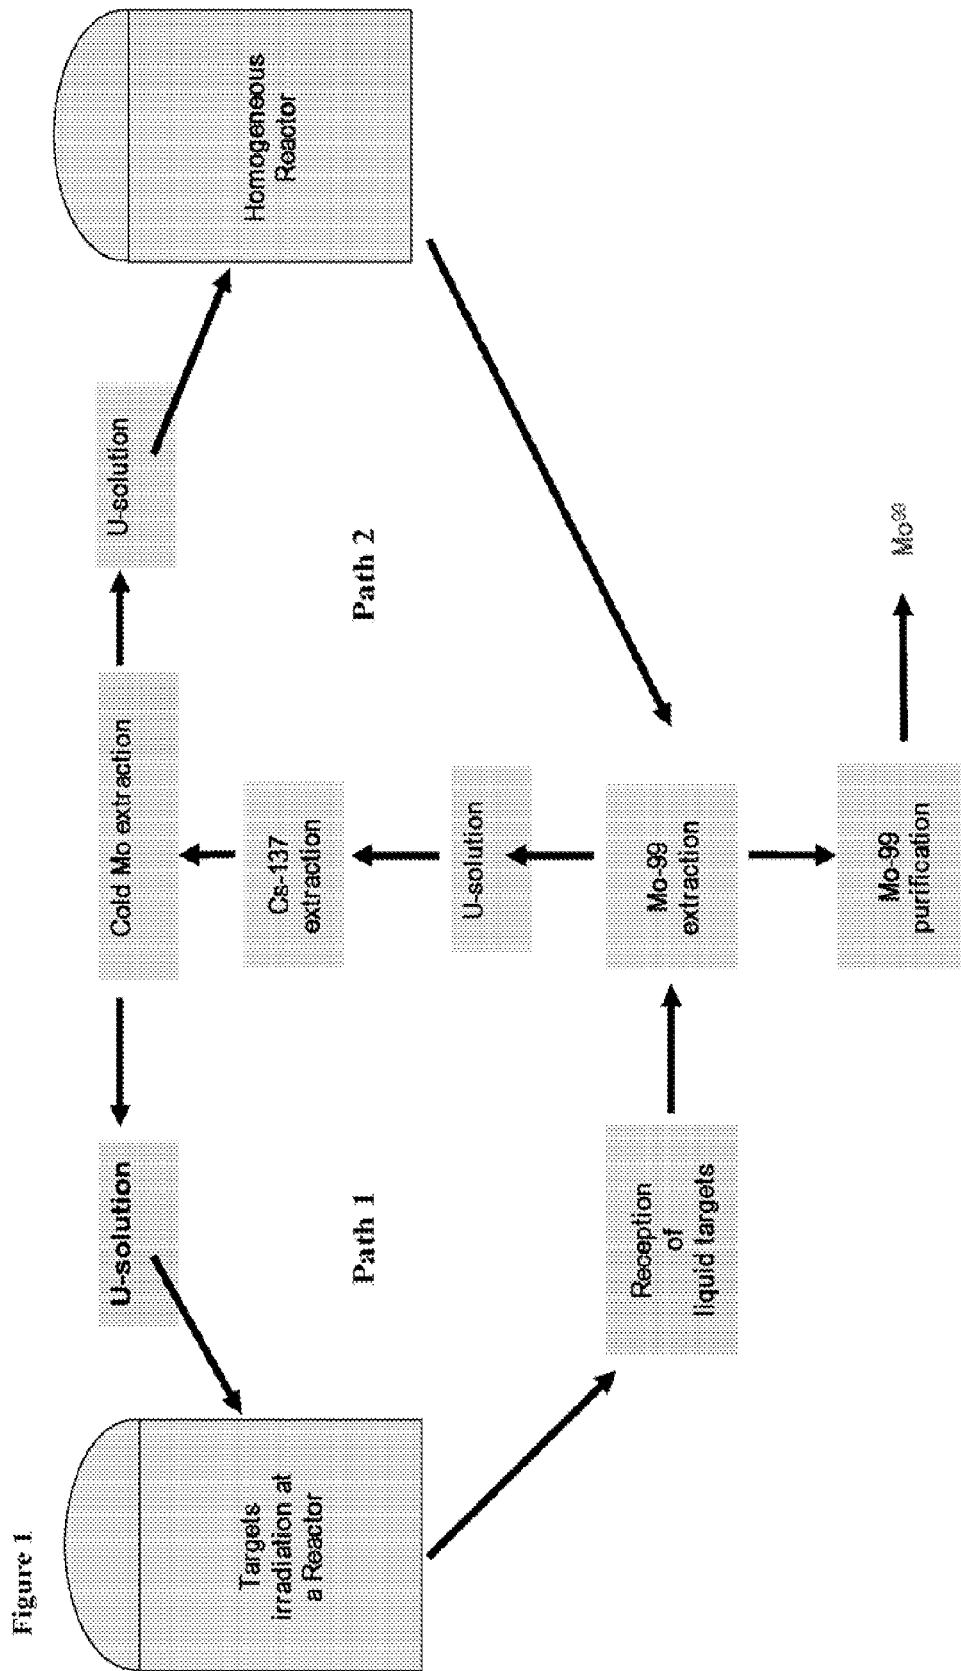 Figure 1
U-solution
Cold Mo extraction
U-solution
Targets
irradiation at
a Reactor
Cs-137
extraction
Homogeneous
Reactor
Path 1
Path 2
U-solution
Reception
of
liquid targets
Mo-99
extraction
Mo-99
purification
Mo99